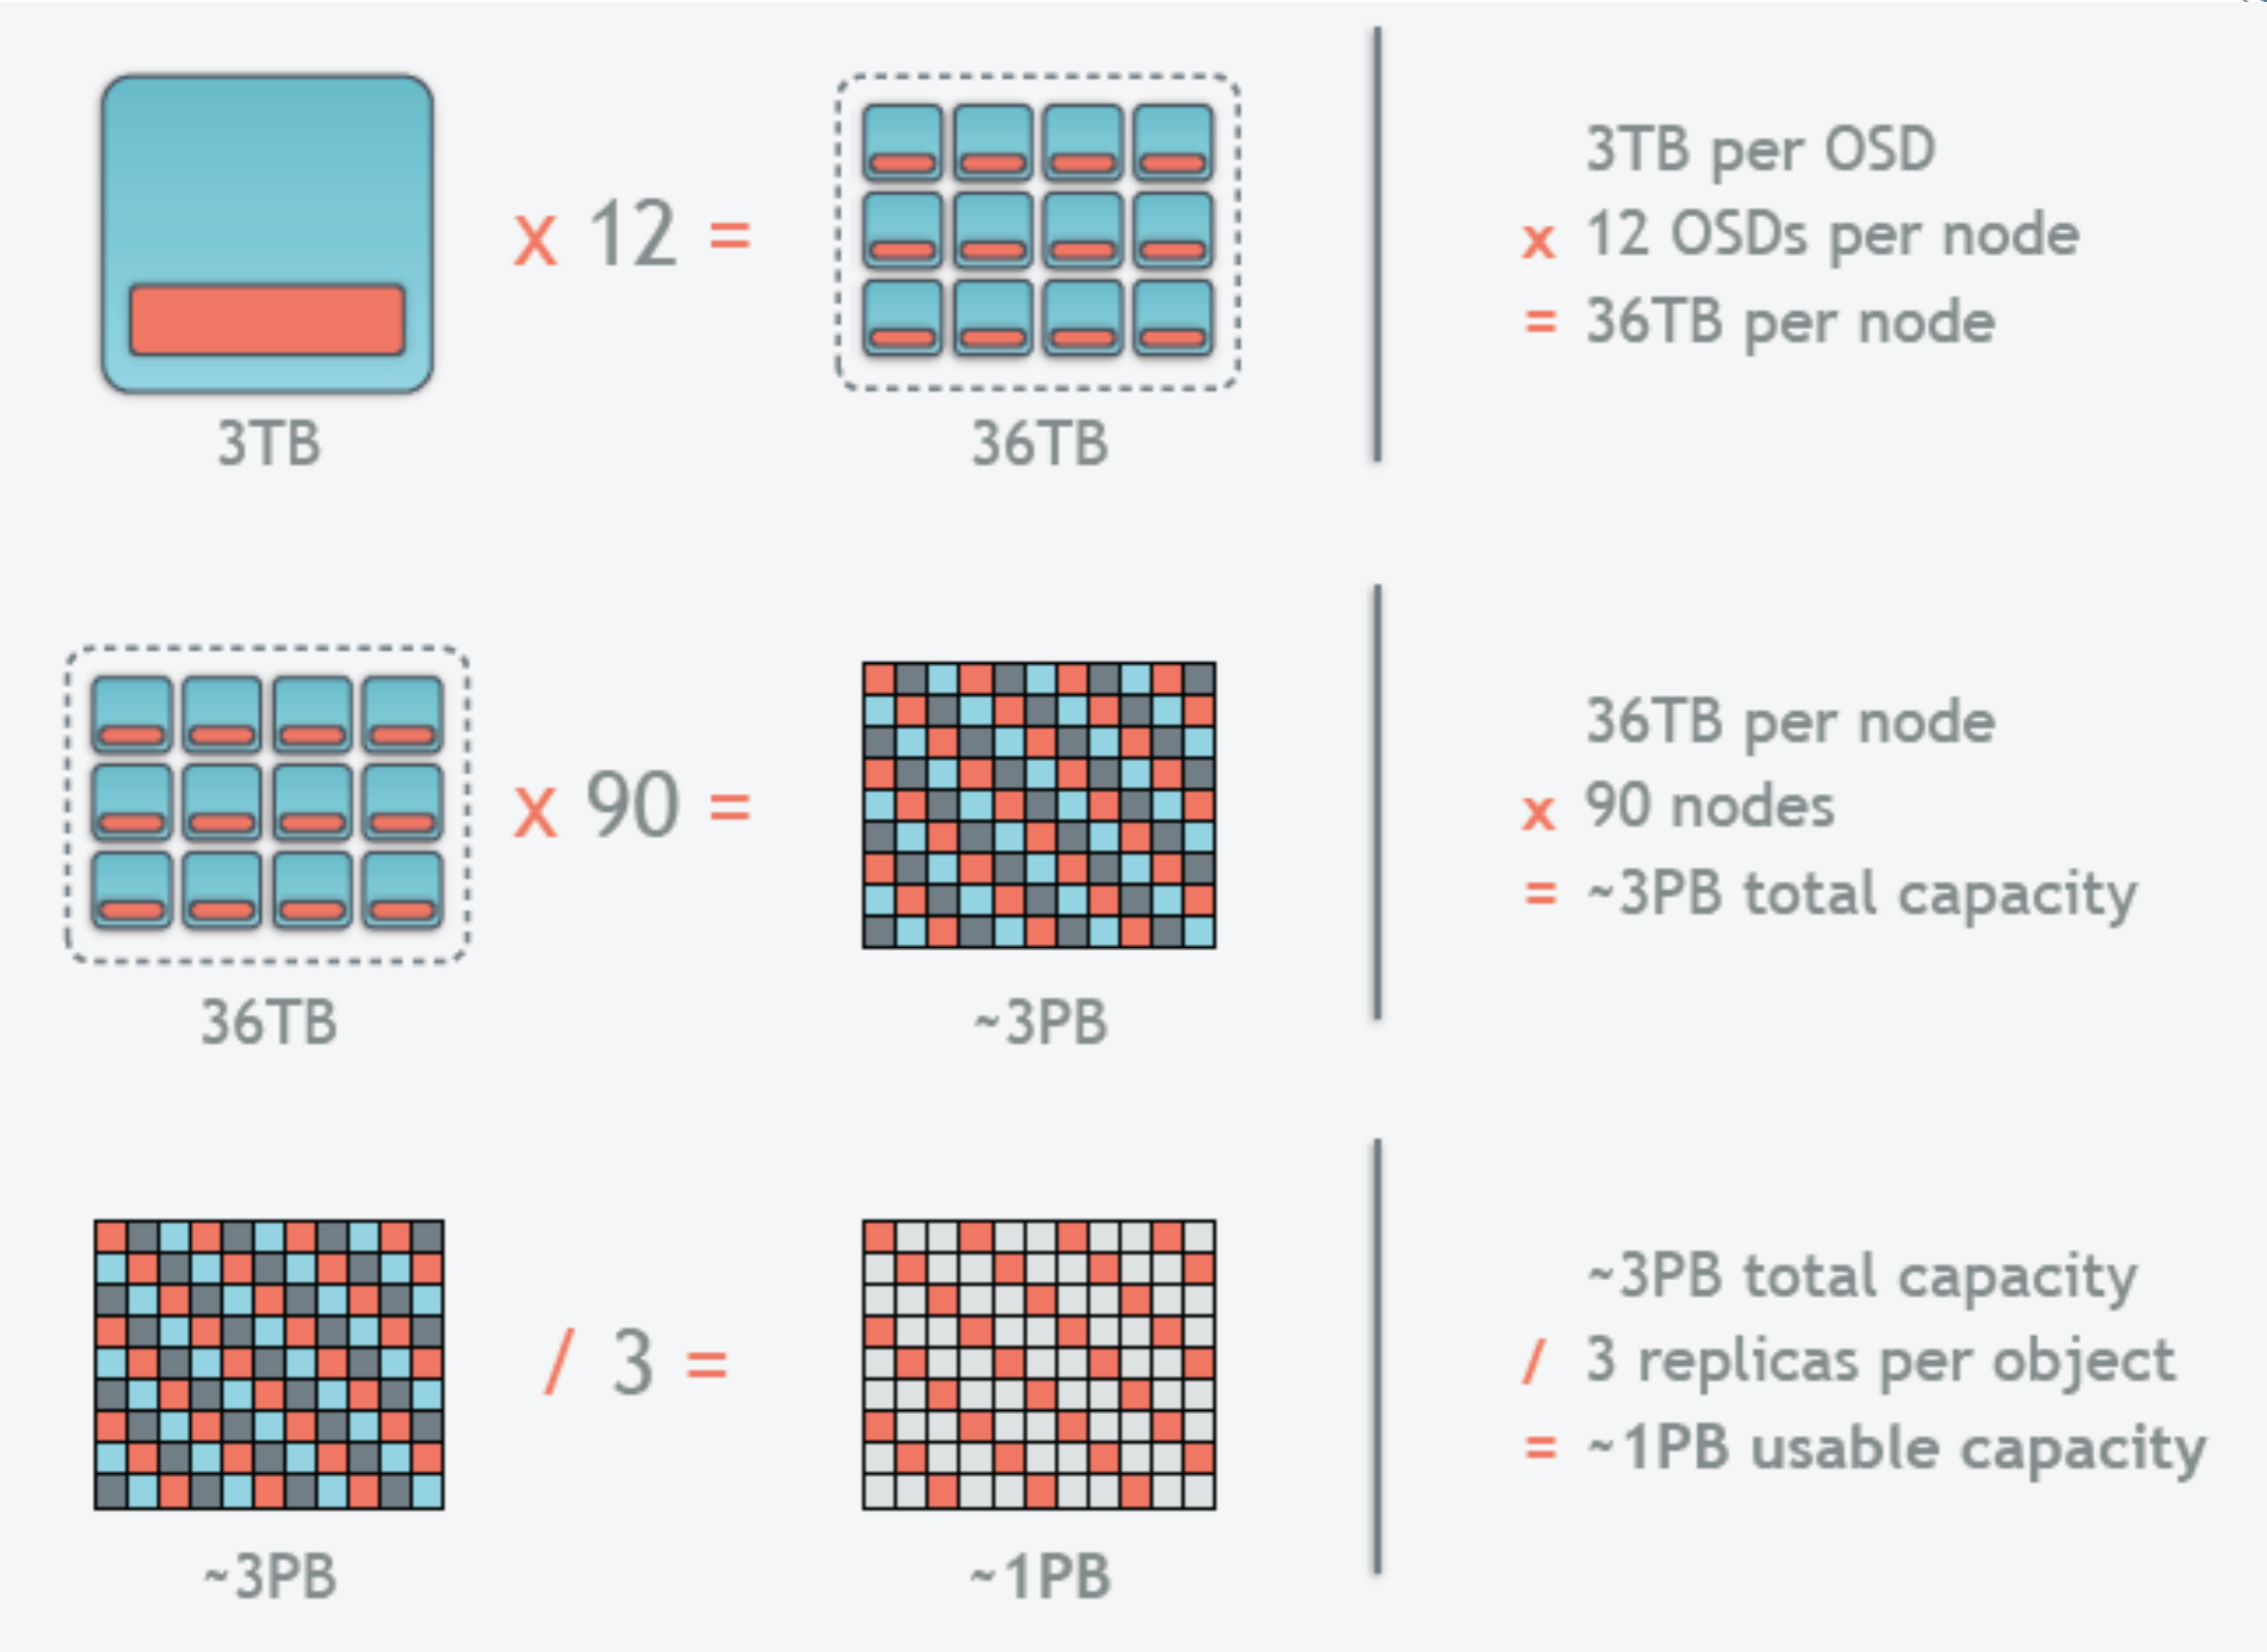 x 12 =
3TB
36TB
3TB per OSD
x 12 OSDs per node
= 36TB per node
x 90 =
36TB
~3PB
36TB per node
x 90 nodes
= ~3PB total capacity
/ 3 =
~3PB
~1PB
~3PB total capacity
/ 3 replicas per object
= ~1PB usable capacity